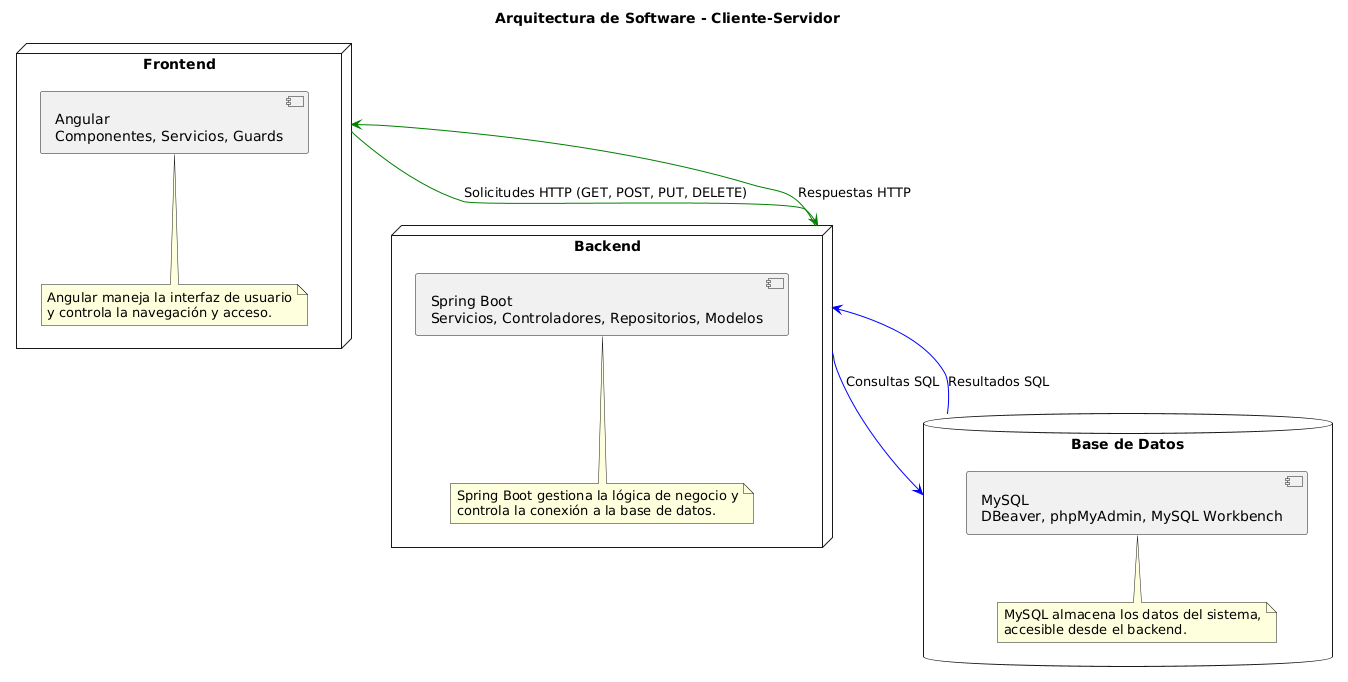 Arquitectura de Software - Cliente-Servidor
Frontend
Angular
Componentes, Servicios, Guards
Angular maneja la interfaz de usuario
y controla la navegación y acceso.
Solicitudes HTTP (GET, POST, PUT, DELETE)
Respuestas HTTP
Backend
Spring Boot
Servicios, Controladores, Repositorios, Modelos
Spring Boot gestiona la lógica de negocio y
controla la conexión a la base de datos.
Consultas SQL
Resultados SQL
Base de Datos
MySQL
DBeaver, phpMyAdmin, MySQL Workbench
MySQL almacena los datos del sistema,
accesible desde el backend.